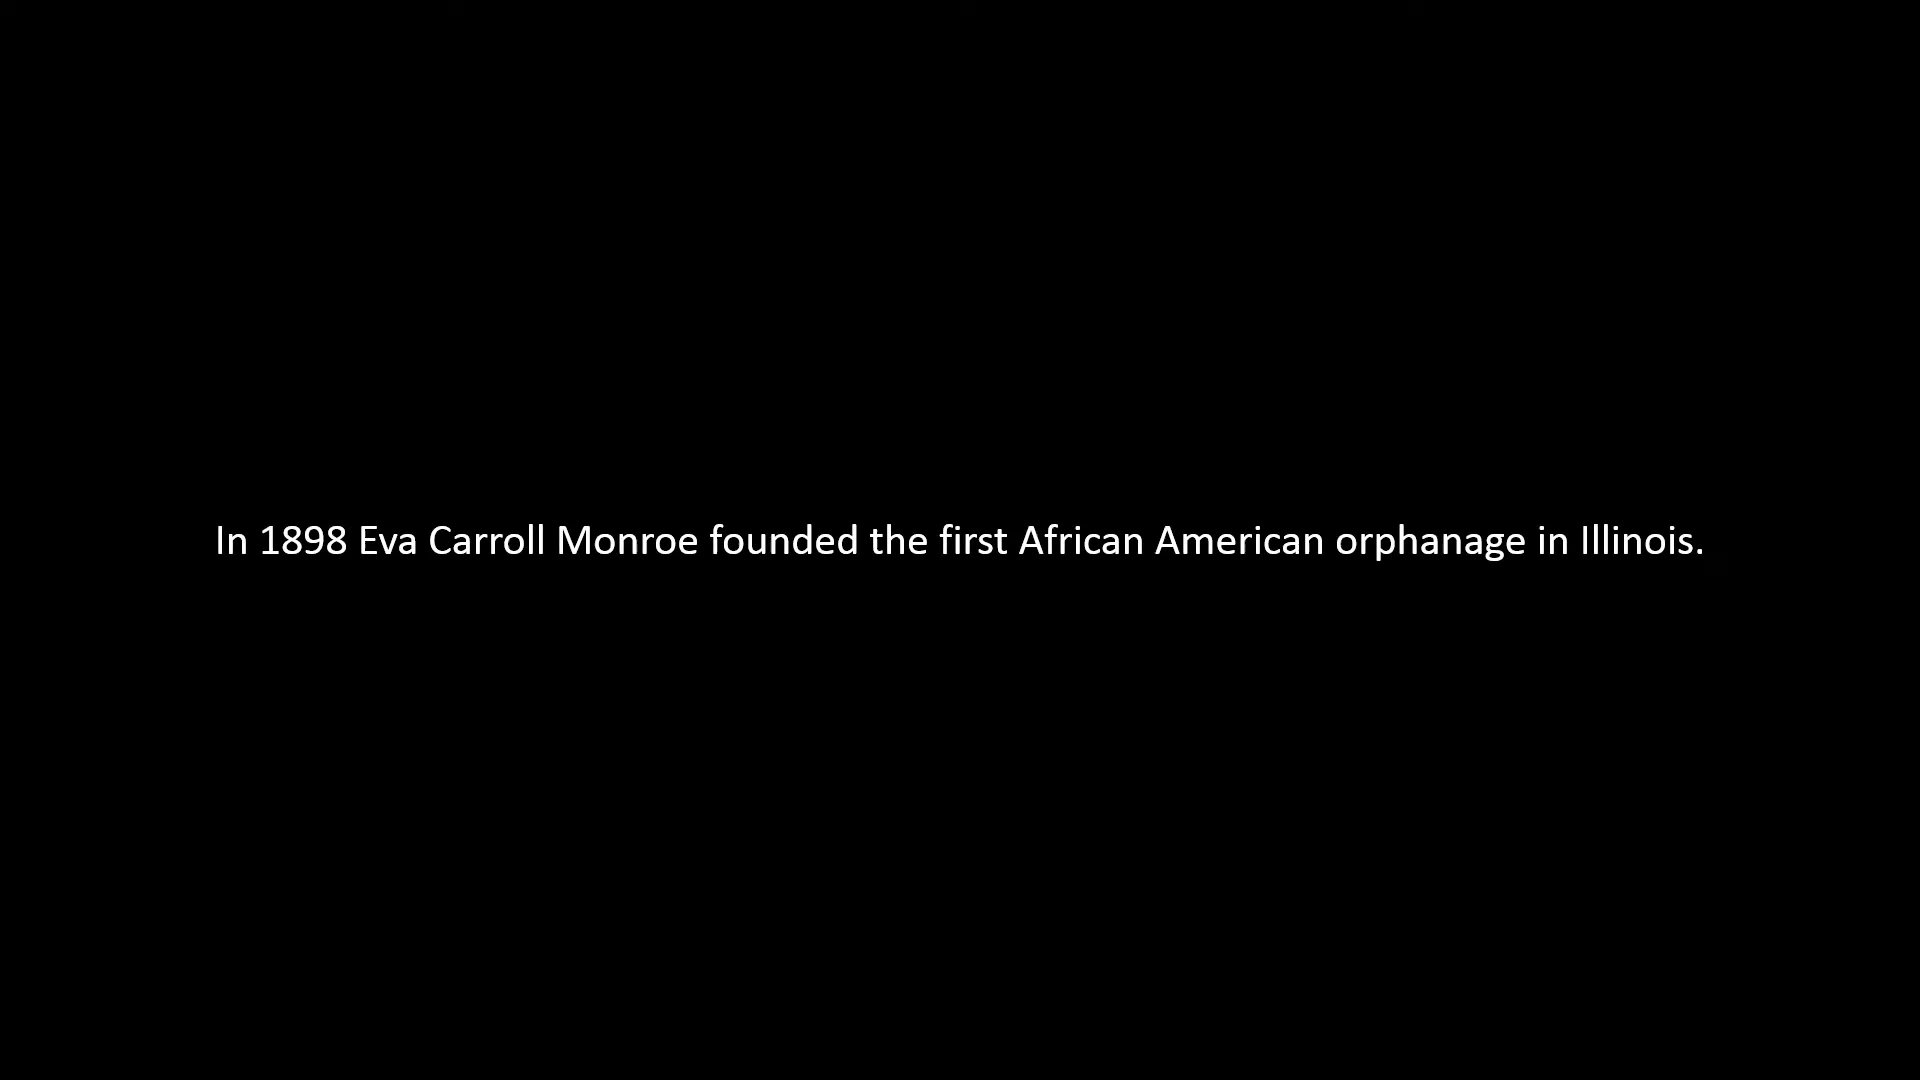 In 1898 Eva Carroll Monroe founded the first African American orphanage in Illinois.